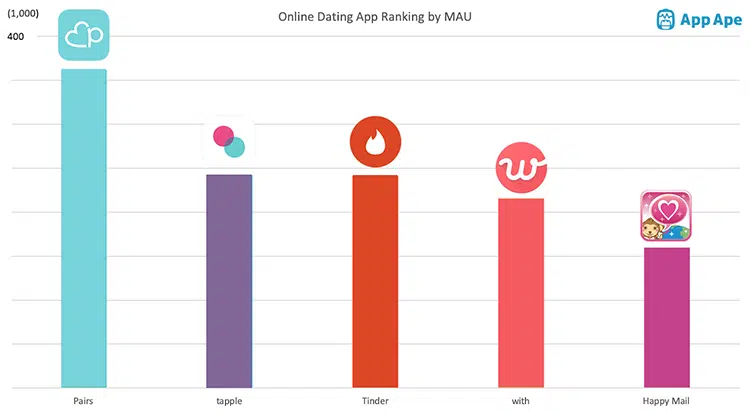 (1,000)
Online Dating App Ranking by MAU
App Ape
400
p
w
Pairs
tapple
Tinder
with
Happy Mail